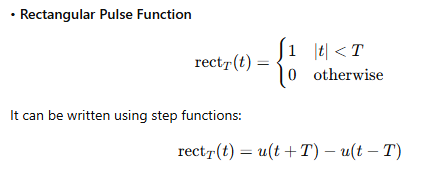 • Rectangular Pulse Function
rect_T(t) = { 1 |t| < T
0 otherwise
It can be written using step functions:
rect_T(t) = u(t + T) − u(t − T)